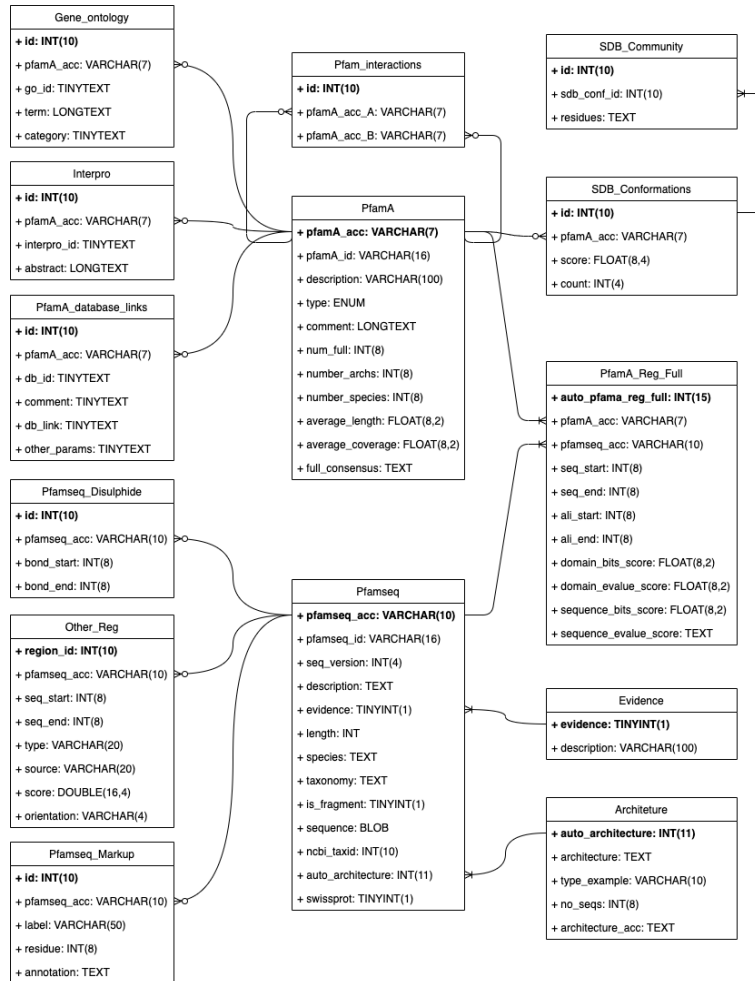 Gene_ontology
+ id: INT(10)
+ pfamA_acc: VARCHAR(7)
+ go_id: TINYTEXT
+ term: LONGTEXT
+ category: TINYTEXT
Interpro
+ id: INT(10)
+ pfamA_acc: VARCHAR(7)
+ interpro_id: TINYTEXT
+ abstract: LONGTEXT
PfamA_database_links
+ id: INT(10)
+ pfamA_acc: VARCHAR(7)
+ db_id: TINYTEXT
+ comment: TINYTEXT
+ db_link: TINYTEXT
+ other_params: TINYTEXT
Pfamseq_Disulphide
+ id: INT(10)
+ pfamseq_acc: VARCHAR(10)
+ bond_start: INT(8)
+ bond_end: INT(8)
Other_Reg
+ region_id: INT(10)
+ pfamseq_acc: VARCHAR(10)
+ seq_start: INT(8)
+ seq_end: INT(8)
+ type: VARCHAR(20)
+ source: VARCHAR(20)
+ score: DOUBLE(16,4)
+ orientation: VARCHAR(4)
Pfamseq_Markup
+ id: INT(10)
+ pfamseq_acc: VARCHAR(10)
+ label: VARCHAR(50)
+ residue: INT(8)
+ annotation: TEXT
Pfam_interactions
+ id: INT(10)
+ pfamA_acc_A: VARCHAR(7)
+ pfamA_acc_B: VARCHAR(7)
PfamA
+ pfamA_acc: VARCHAR(7)
+ pfamA_id: VARCHAR(16)
+ description: VARCHAR(100)
+ type: ENUM
+ comment: LONGTEXT
+ num_full: INT(8)
+ number_archs: INT(8)
+ number_species: INT(8)
+ average_length: FLOAT(8,2)
+ average_coverage: FLOAT(8,2)
+ full_consensus: TEXT
Pfamseq
+ pfamseq_acc: VARCHAR(10)
+ pfamseq_id: VARCHAR(16)
+ seq_version: INT(4)
+ description: TEXT
+ evidence: TINYINT(1)
+ length: INT
+ species: TEXT
+ taxonomy: TEXT
+ is_fragment: TINYINT(1)
+ sequence: BLOB
+ ncbi_taxid: INT(10)
+ auto_architecture: INT(11)
+ swissprot: TINYINT(1)
SDB_Community
+ id: INT(10)
+ sdb_conf_id: INT(10)
+ residues: TEXT
SDB_Conformations
+ id: INT(10)
+ pfamA_acc: VARCHAR(7)
+ score: FLOAT(8,4)
+ count: INT(4)
PfamA_Reg_Full
+ auto_pfama_reg_full: INT(15)
+ pfamA_acc: VARCHAR(7)
+ pfamseq_acc: VARCHAR(10)
+ seq_start: INT(8)
+ seq_end: INT(8)
+ ali_start: INT(8)
+ ali_end: INT(8)
+ domain_bits_score: FLOAT(8,2)
+ domain_evalue_score: FLOAT(8,2)
+ sequence_bits_score: FLOAT(8,2)
+ sequence_evalue_score: TEXT
Evidence
+ evidence: TINYINT(1)
+ description: VARCHAR(100)
Architeture
+ auto_architecture: INT(11)
+ architecture: TEXT
+ type_example: VARCHAR(10)
+ no_seqs: INT(8)
+ architecture_acc: TEXT